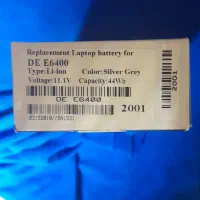 Replacement Laptop battery for
DE E6400
Type:Li-ion Color:Silver Grey
Voltage:11.1V Capacity:44Wh
DE E6400
2001
2001